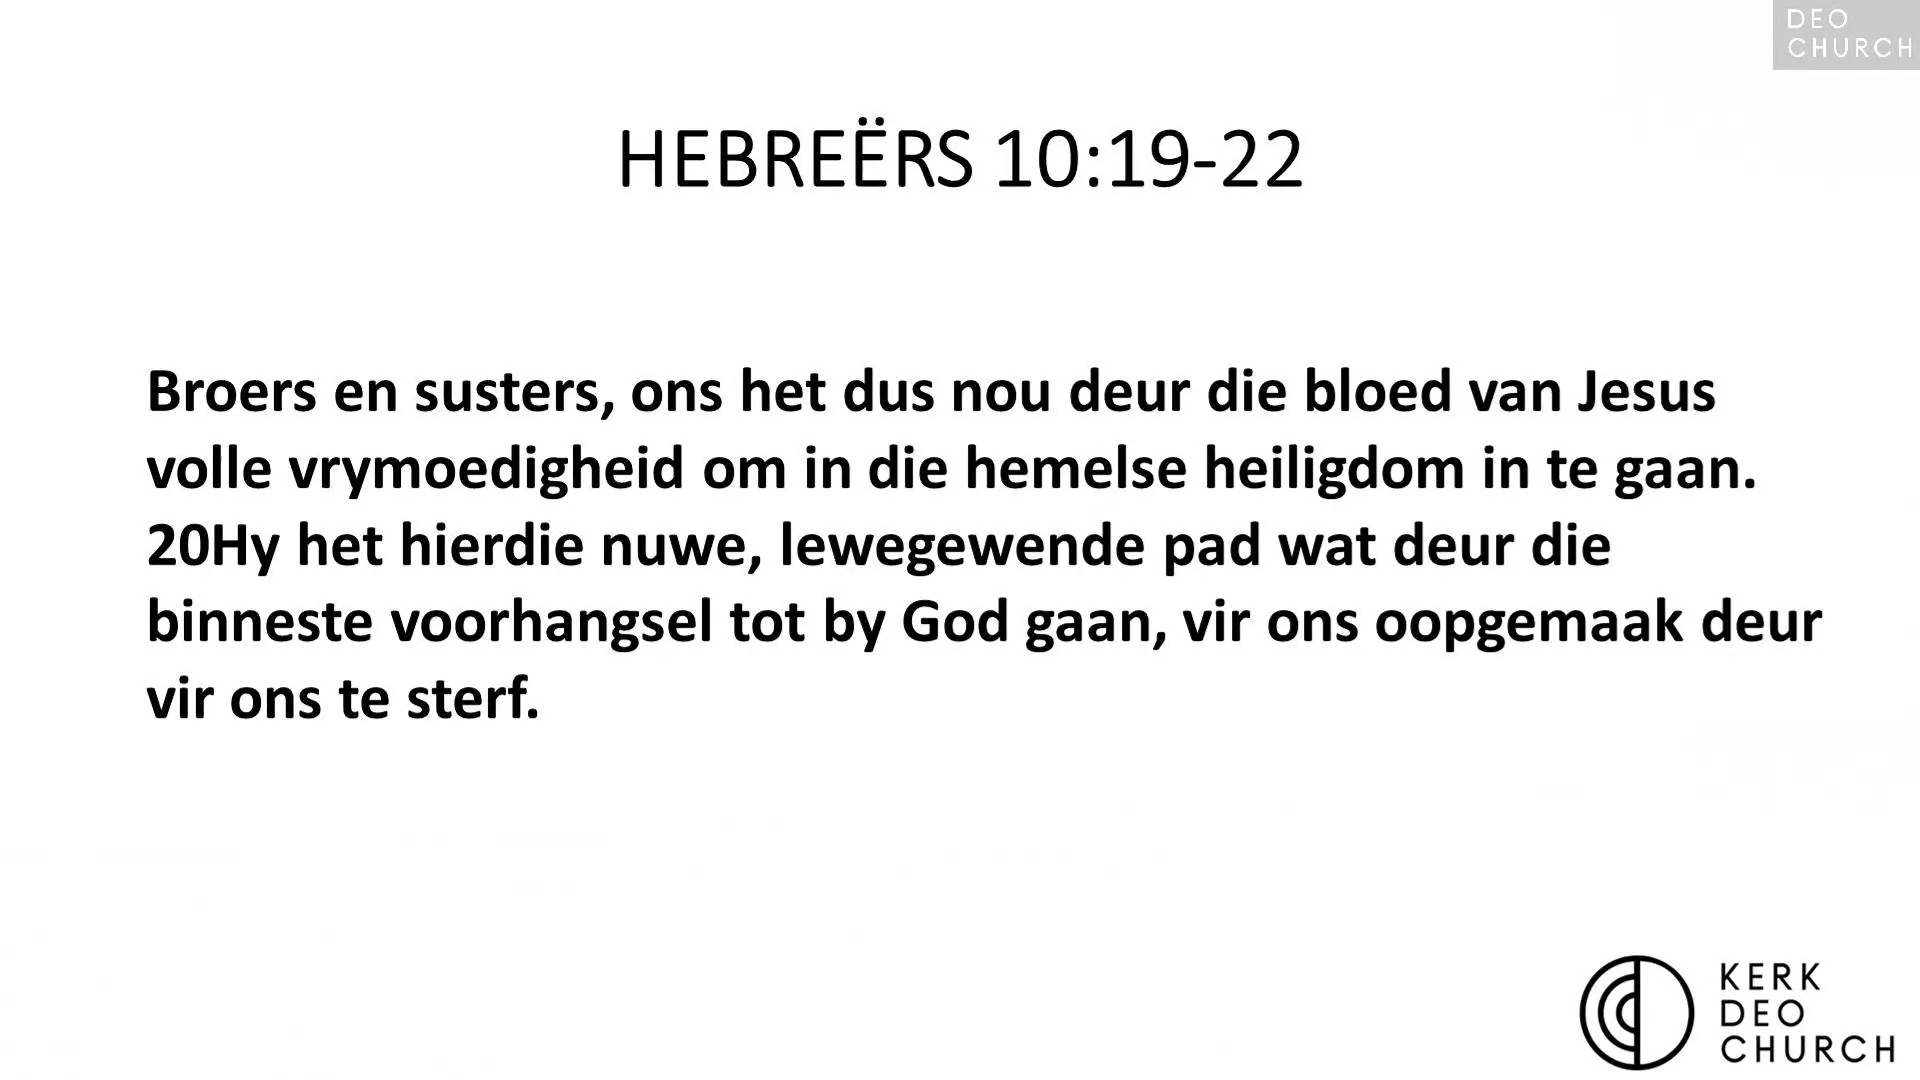 DEO
CHURCH
HEBREËRS 10:19-22
Broers en susters, ons het dus nou deur die bloed van Jesus
volle vrymoedigheid om in die hemelse heiligdom in te gaan.
20Hy het hierdie nuwe, lewegewende pad wat deur die
binneste voorhangsel tot by God gaan, vir ons oopgemaak deur
vir ons te sterf.
KERK
DEO
CHURCH